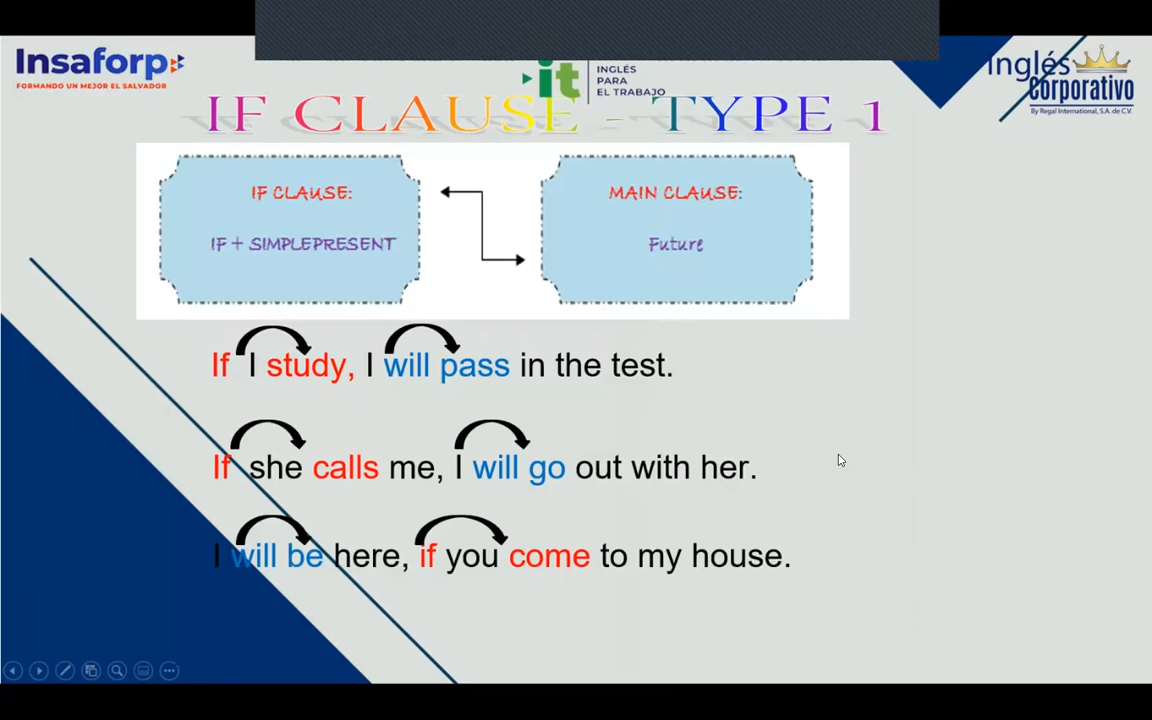 Insaforp
FORMANDO UN MEJOR EL SALVADOR
it
INGLÉS
PARA
EL TRABAJO
Inglés
Corporativo
By Regal International, S.A. de C.V.
IF CLAUSE - TYPE 1
IF CLAUSE:
IF + SIMPLEPRESENT
MAIN CLAUSE:
Future
If I study, I will pass in the test.
If she calls me, I will go out with her.
I will be here, if you come to my house.